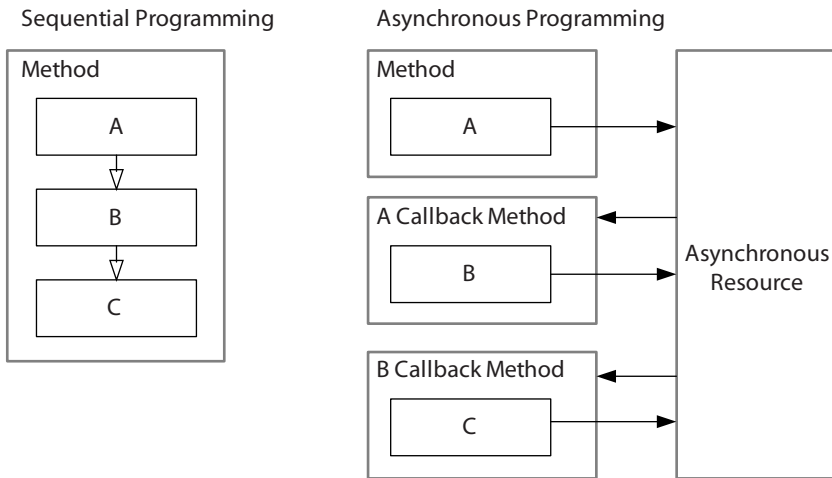 Sequential Programming
Method
A
B
C
Asynchronous Programming
Method
A
A Callback Method
B
B Callback Method
C
Asynchronous
Resource